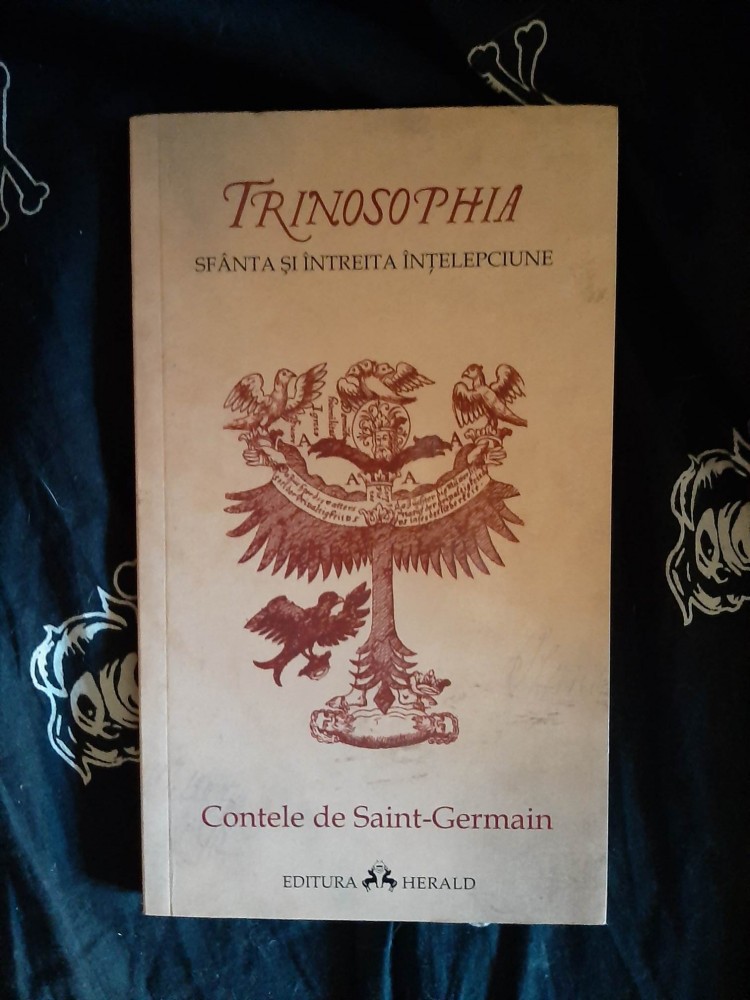 TRINOSOPHIA
SFÂNTA ȘI ÎNTREITA ÎNȚELEPCIUNE
A A
A A
Contele de Saint-Germain
EDITURA HERALD